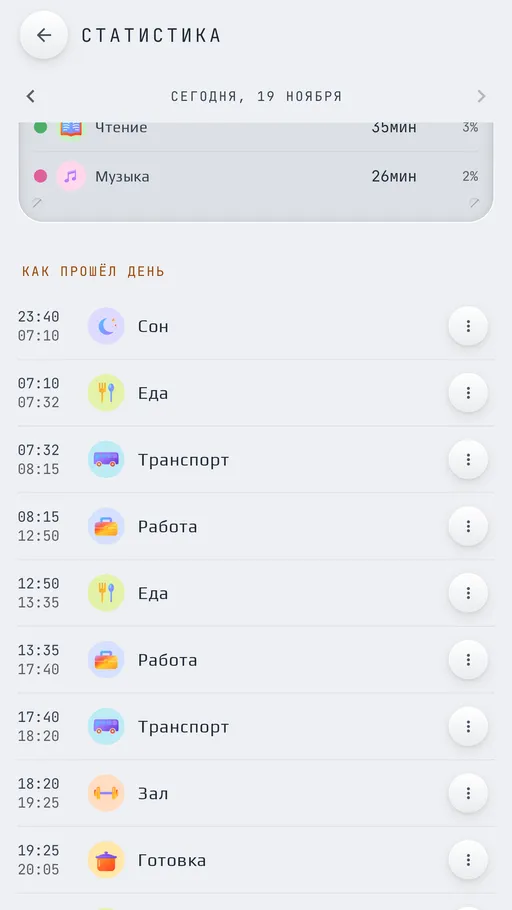 СТАТИСТИКА
СЕГОДНЯ, 19 НОЯБРЯ
Чтение 35мин 3%
Музыка 26мин 2%
КАК ПРОШЁЛ ДЕНЬ
23:40
07:10
Сон
07:10
07:32
Еда
07:32
08:15
Транспорт
08:15
12:50
Работа
12:50
13:35
Еда
13:35
17:40
Работа
17:40
18:20
Транспорт
18:20
19:25
Зал
19:25
20:05
Готовка